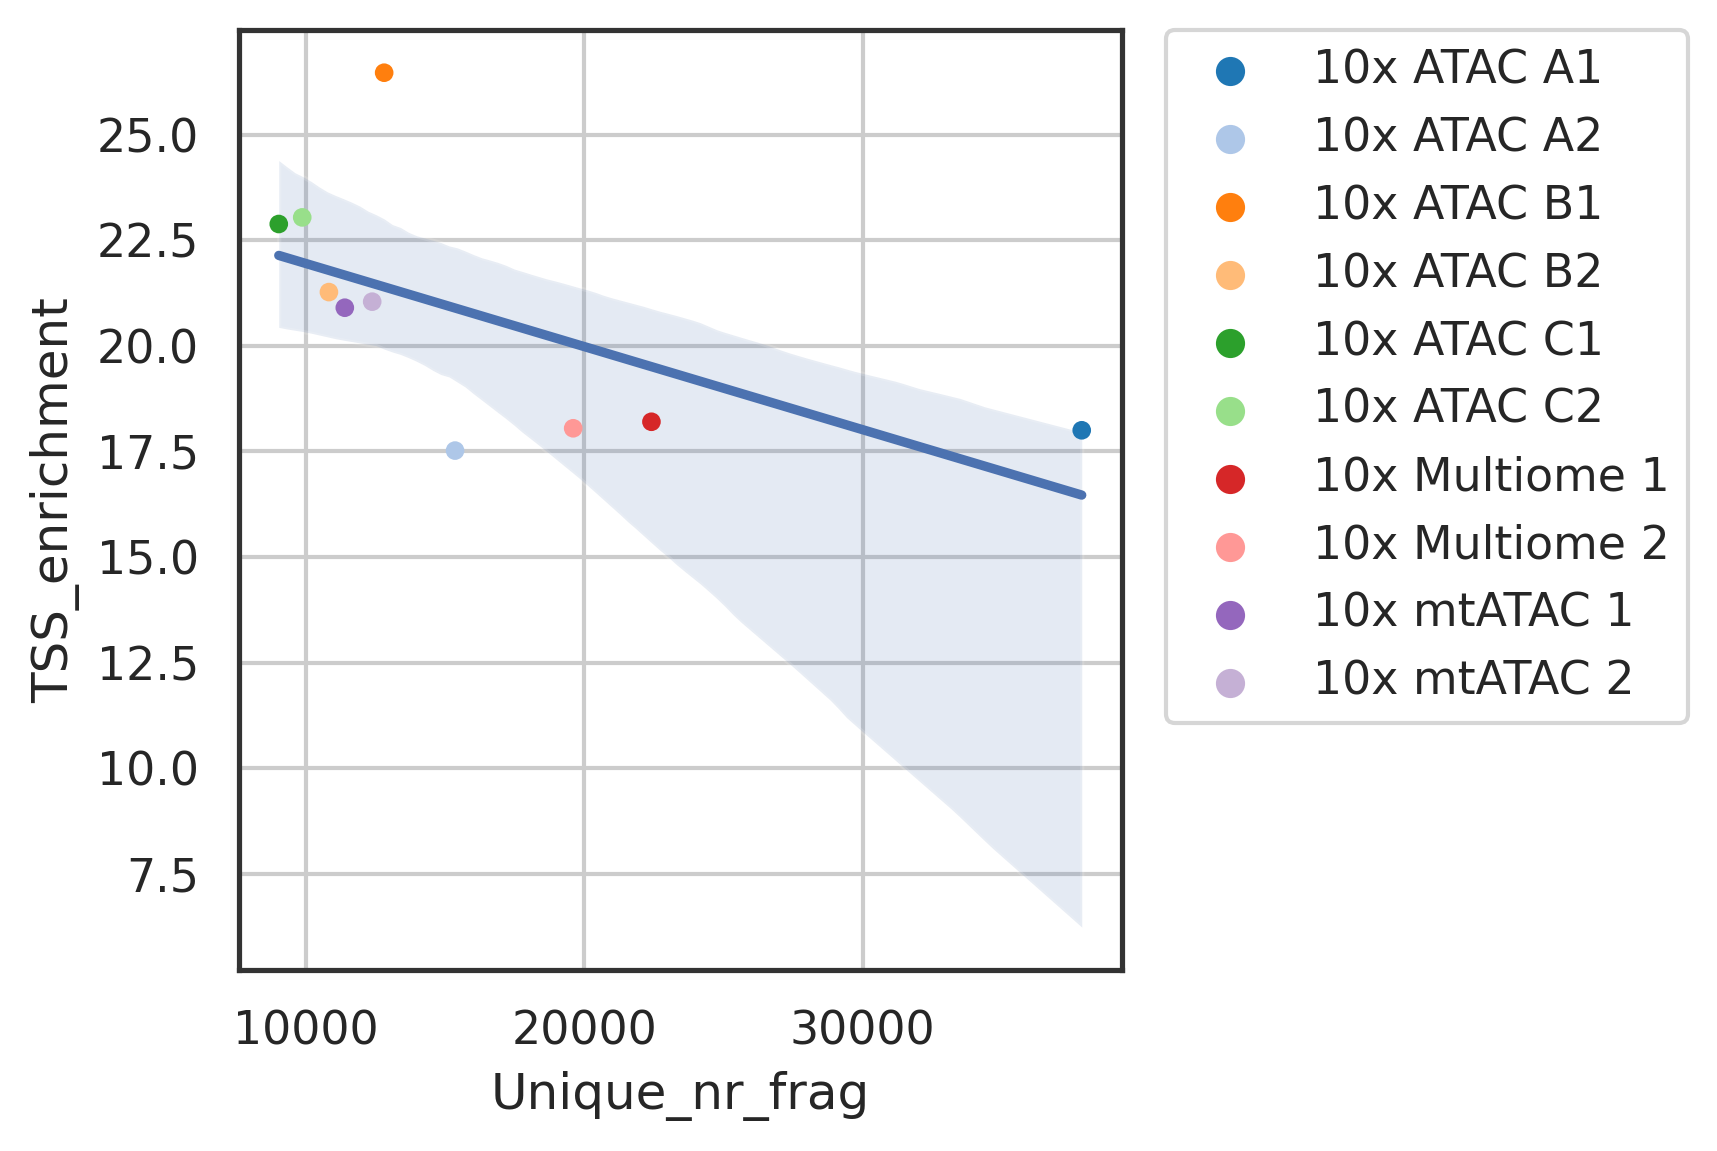 25.0
22.5
20.0
17.5
15.0
12.5
10.0
7.5
TSS_enrichment
10000 20000 30000
Unique_nr_frag
10x ATAC A1
10x ATAC A2
10x ATAC B1
10x ATAC B2
10x ATAC C1
10x ATAC C2
10x Multiome 1
10x Multiome 2
10x mtATAC 1
10x mtATAC 2